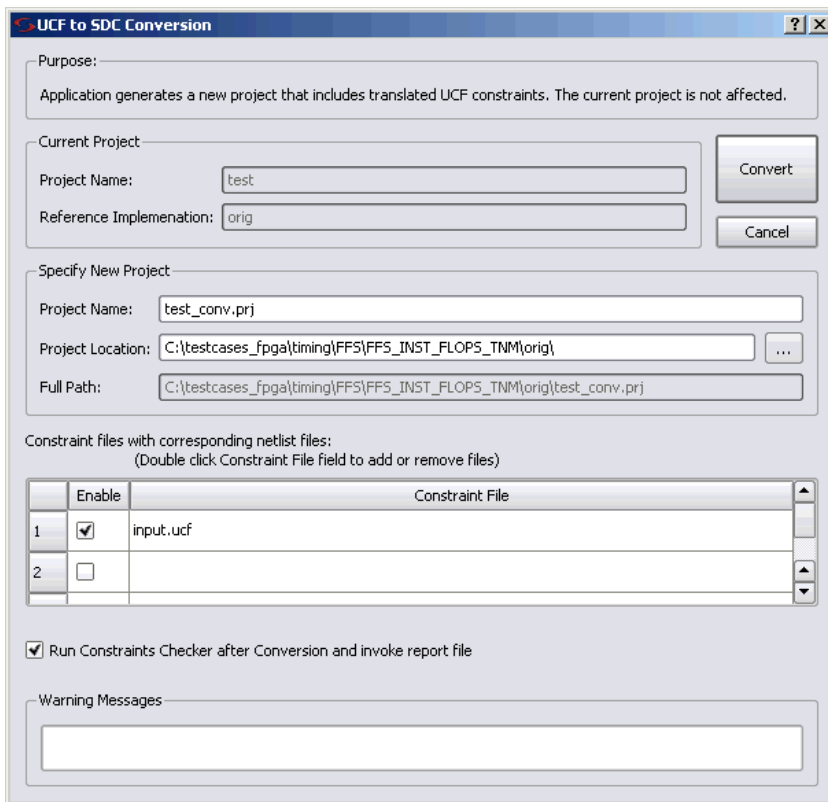 UCF to SDC Conversion
?
X
Purpose:
Application generates a new project that includes translated UCF constraints. The current project is not affected.
Current Project
Project Name: test
Reference Implemenation: orig
Convert
Cancel
Specify New Project
Project Name: test_conv.prj
Project Location: C:\testcases_fpga\timing\FFS\FFS_INST_FLOPS_TNM\orig\ ...
Full Path: C:\testcases_fpga\timing\FFS\FFS_INST_FLOPS_TNM\orig\test_conv.prj
Constraint files with corresponding netlist files:
(Double click Constraint File field to add or remove files)
Enable Constraint File
1 input.ucf
2
Run Constraints Checker after Conversion and invoke report file
Warning Messages